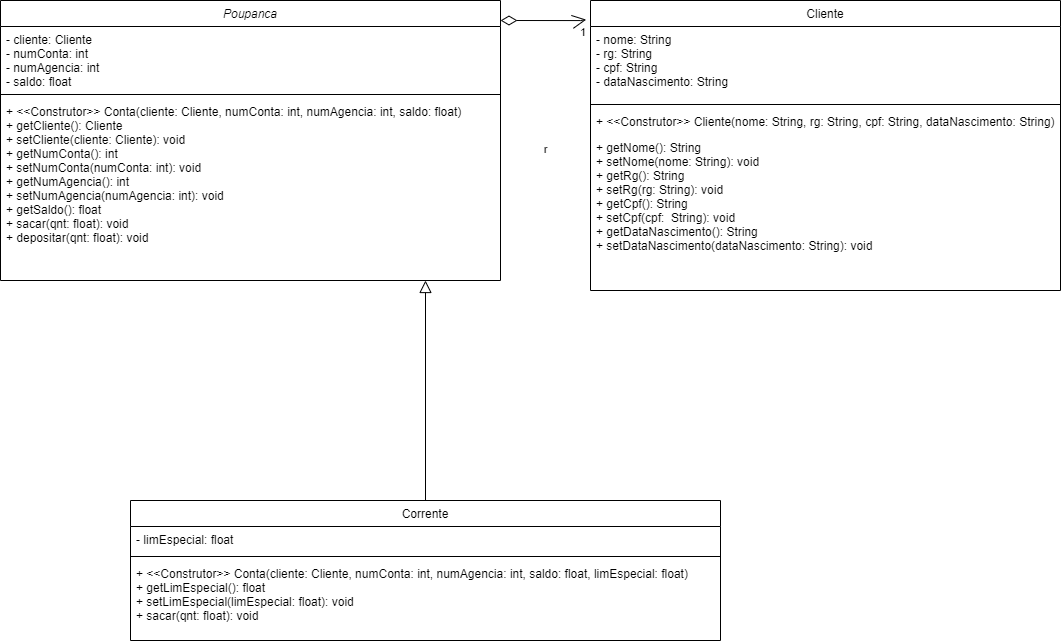 Poupanca
- cliente: Cliente
- numConta: int
- numAgencia: int
- saldo: float
+ <<Construtor>> Conta(cliente: Cliente, numConta: int, numAgencia: int, saldo: float)
+ getCliente(): Cliente
+ setCliente(cliente: Cliente): void
+ getNumConta(): int
+ setNumConta(numConta: int): void
+ getNumAgencia(): int
+ setNumAgencia(numAgencia: int): void
+ getSaldo(): float
+ sacar(qnt: float): void
+ depositar(qnt: float): void
1
r
Cliente
- nome: String
- rg: String
- cpf: String
- dataNascimento: String
+ <<Construtor>> Cliente(nome: String, rg: String, cpf: String, dataNascimento: String)
+ getNome(): String
+ setNome(nome: String): void
+ getRg(): String
+ setRg(rg: String): void
+ getCpf(): String
+ setCpf(cpf:  String): void
+ getDataNascimento(): String
+ setDataNascimento(dataNascimento: String): void
Corrente
- limEspecial: float
+ <<Construtor>> Conta(cliente: Cliente, numConta: int, numAgencia: int, saldo: float, limEspecial: float)
+ getLimEspecial(): float
+ setLimEspecial(limEspecial: float): void
+ sacar(qnt: float): void